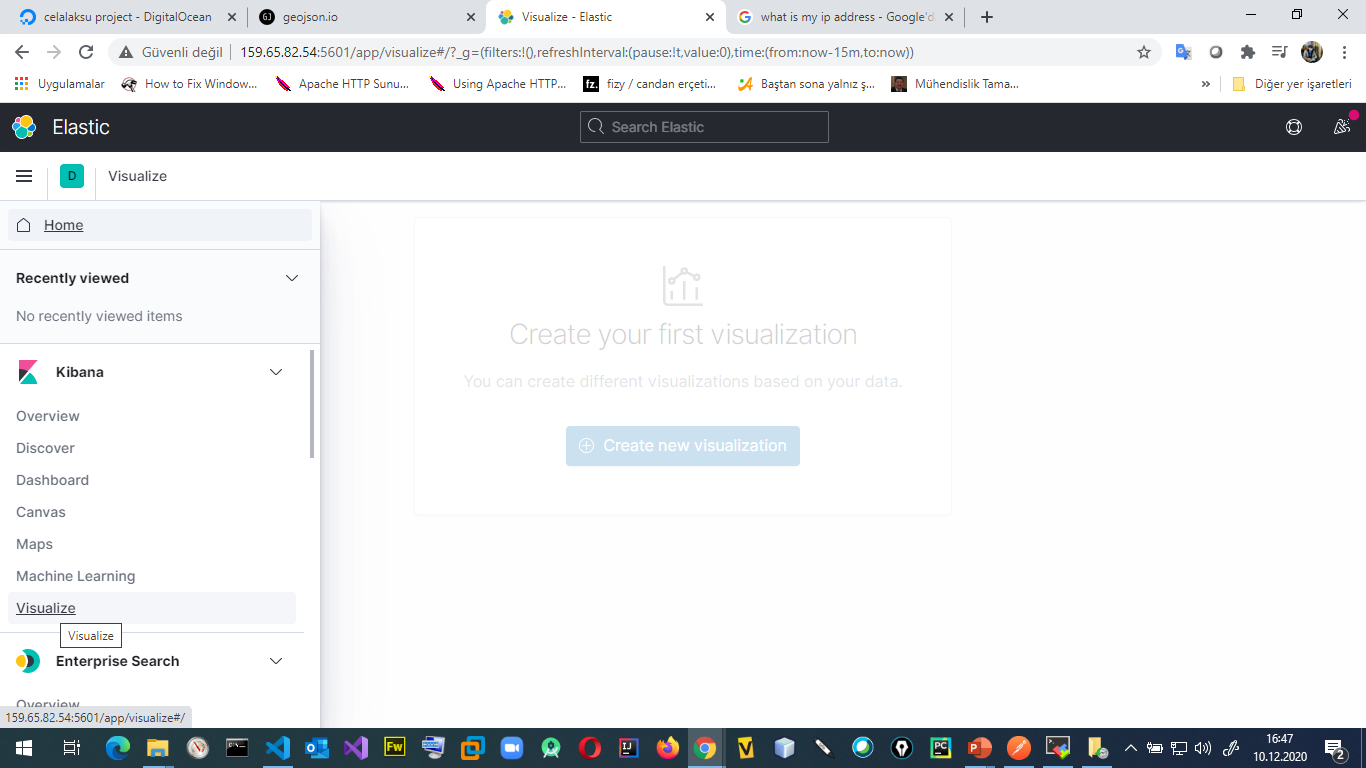 celalaksu project - DigitalOcean
geojson.io
Visualize - Elastic
what is my ip address - Google'd
Güvenli değil
159.65.82.54:5601/app/visualize#/?_g=(filters:!(),refreshInterval:(pause:!t,value:0),time:(from:now-15m,to:now))
Uygulamalar
How to Fix Window...
Apache HTTP Sunu...
Using Apache HTTP...
fz.
fizy / candan erçeti...
Baştan sona yalnız ş...
Mühendislik Tama...
»
Diğer yer işaretleri
Elastic
Search Elastic
D
Visualize
Home
Recently viewed
No recently viewed items
Kibana
Overview
Discover
Dashboard
Canvas
Maps
Machine Learning
Visualize
Visualize
Enterprise Search
Overview
159.65.82.54:5601/app/visualize#/
Create your first visualization
You can create different visualizations based on your data.
Create new visualization
Fw
IJ
PC
16:47
10.12.2020
2